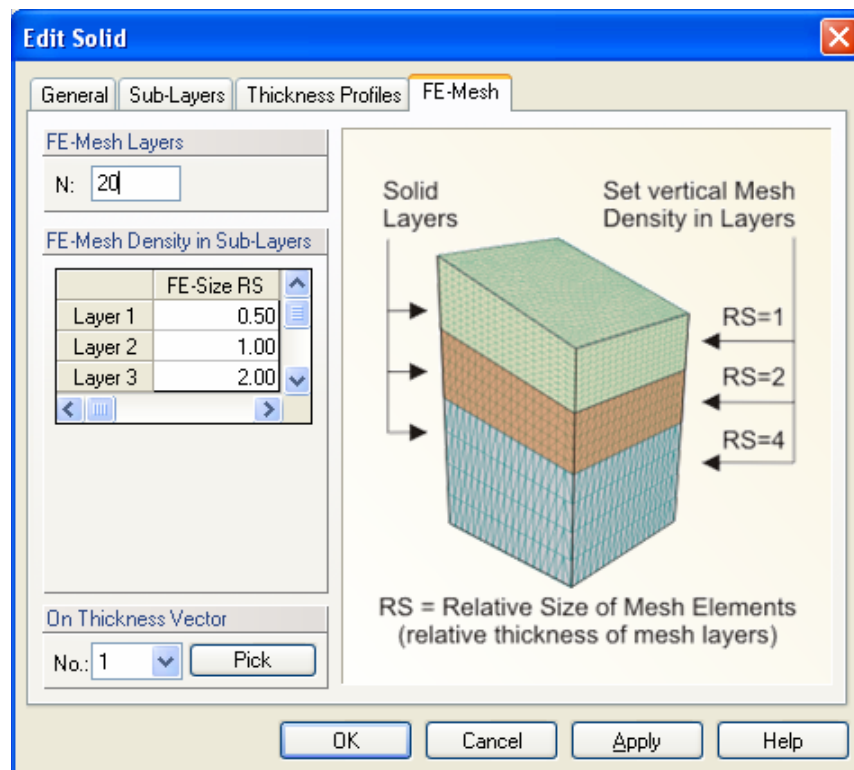 Edit Solid
General Sub-Layers Thickness Profiles FE-Mesh
FE-Mesh Layers
N: 20
FE-Mesh Density in Sub-Layers
FE-Size RS
Layer 1 0.50
Layer 2 1.00
Layer 3 2.00
On Thickness Vector
No.: 1 Pick
Solid
Layers
Set vertical Mesh
Density in Layers
RS=1
RS=2
RS=4
RS = Relative Size of Mesh Elements
(relative thickness of mesh layers)
OK Cancel Apply Help